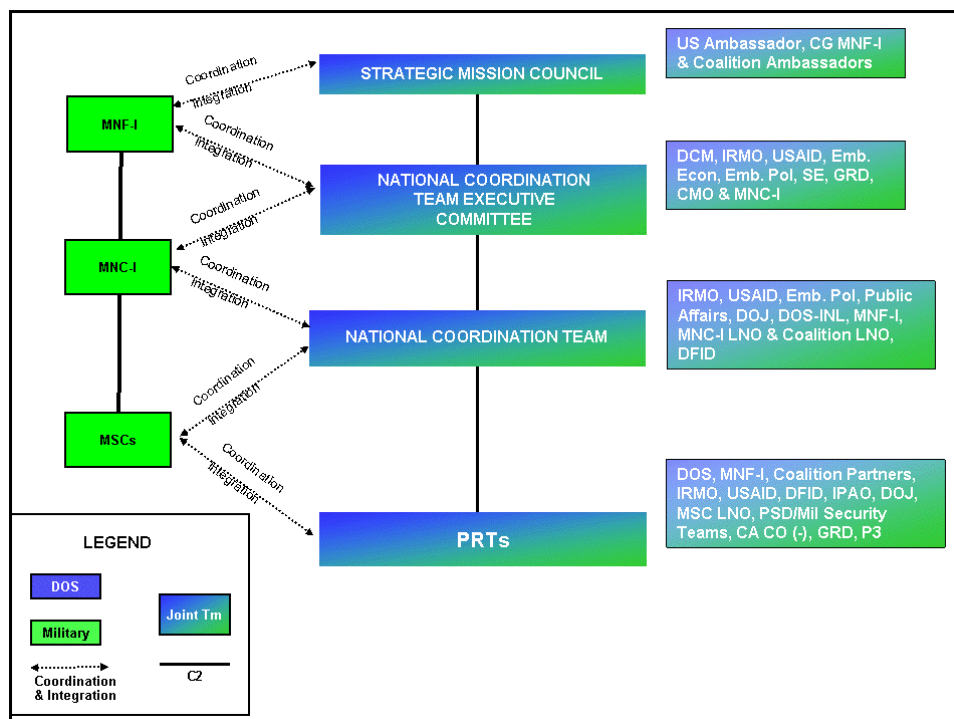 Coordination
Integration
STRATEGIC MISSION COUNCIL
US Ambassador, CG MNF-I
& Coalition Ambassadors
MNF-I
Coordination
Integration
NATIONAL COORDINATION
TEAM EXECUTIVE
COMMITTEE
DCM, IRMO, USAID, Emb.
Econ, Emb. Pol, SE, GRD,
CMO & MNC-I
Coordination
Integration
MNC-I
Coordination
Integration
NATIONAL COORDINATION TEAM
IRMO, USAID, Emb. Pol, Public
Affairs, DOJ, DOS-INL, MNF-I,
MNC-I LNO & Coalition LNO,
DFID
Coordination
Integration
MSCs
Coordination
Integration
PRTs
DOS, MNF-I, Coalition Partners,
IRMO, USAID, DFID, IPAO, DOJ,
MSC LNO, PSD/Mil Security
Teams, CA CO (-), GRD, P3
LEGEND
DOS
Military
Joint Tm
Coordination
& Integration
C2